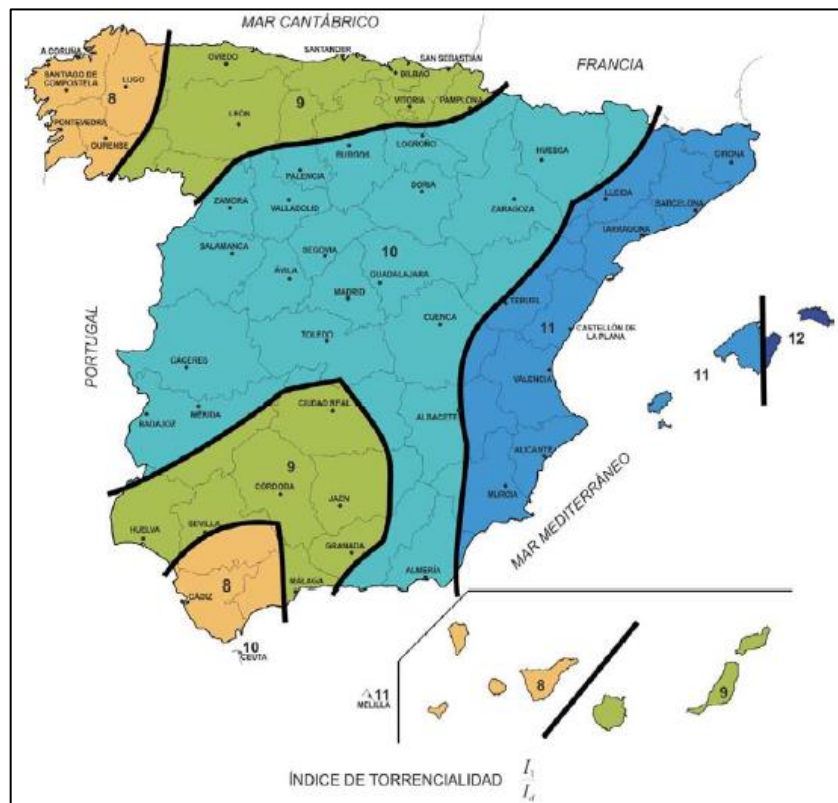 MAR CANTÁBRICO
A CORUÑA
SANTIAGO DE
COMPOSTELA
LUGO
8
PONTEVEDRA
OURENSE
OVIEDO
SANTANDER
SAN SEBASTIÁN
BILBAO
FRANCIA
LEÓN
9
VITORIA
PAMPLONA
BURGOS
LOGROÑO
HUESCA
GIRONA
PALENCIA
ZAMORA
VALLADOLID
SORIA
ZARAGOZA
LLEIDA
BARCELONA
TARRAGONA
SALAMANCA
SEGOVIA
10
ÁVILA
GUADALAJARA
MADRID
TERUEL
PORTUGAL
TOLEDO
CUENCA
11
CASTELLÓN DE
LA PLANA
12
11
CÁCERES
VALENCIA
BADAJOZ
MÉRIDA
CIUDAD REAL
ALBACETE
ALICANTE
9
CÓRDOBA
JAÉN
MURCIA
MAR MEDITERRÁNEO
HUELVA
SEVILLA
GRANADA
ALMERÍA
8
CÁDIZ
MÁLAGA
10
CEUTA
11
MELILLA
8
9
ÍNDICE DE TORRENCIALIDAD I₁/I_d